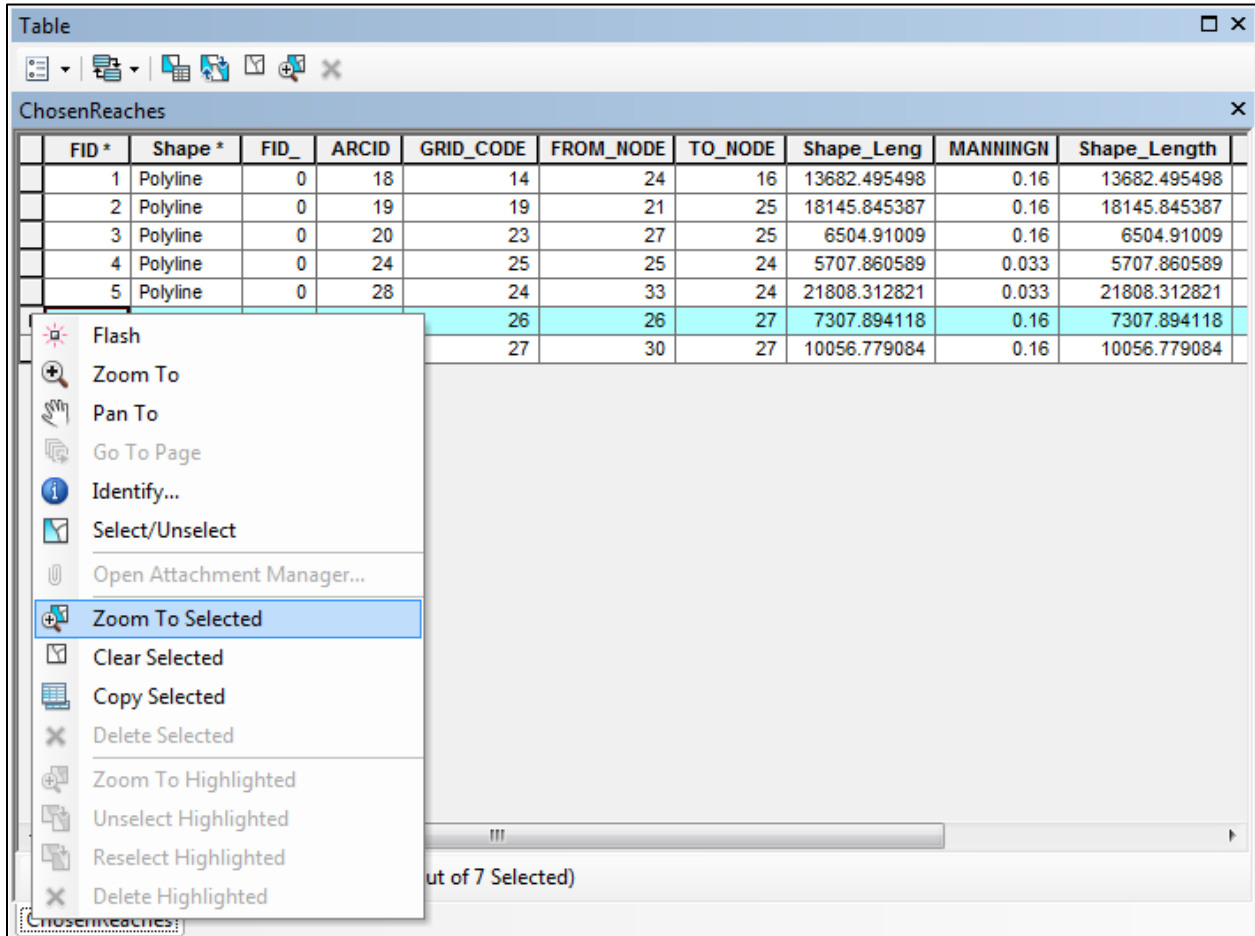 Table
ChosenReaches
FID * Shape * FID_ ARCID GRID_CODE FROM_NODE TO_NODE Shape_Leng MANNINGN Shape_Length
1 Polyline 0 18 14 24 16 13682.495498 0.16 13682.495498
2 Polyline 0 19 19 21 25 18145.845387 0.16 18145.845387
3 Polyline 0 20 23 27 25 6504.91009 0.16 6504.91009
4 Polyline 0 24 25 25 24 5707.860589 0.033 5707.860589
5 Polyline 0 28 24 33 24 21808.312821 0.033 21808.312821
26 26 27 7307.894118 0.16 7307.894118
27 30 27 10056.779084 0.16 10056.779084
Flash
Zoom To
Pan To
Go To Page
Identify...
Select/Unselect
Open Attachment Manager...
Zoom To Selected
Clear Selected
Copy Selected
Delete Selected
Zoom To Highlighted
Unselect Highlighted
Reselect Highlighted
Delete Highlighted
ut of 7 Selected)
ChosenReaches